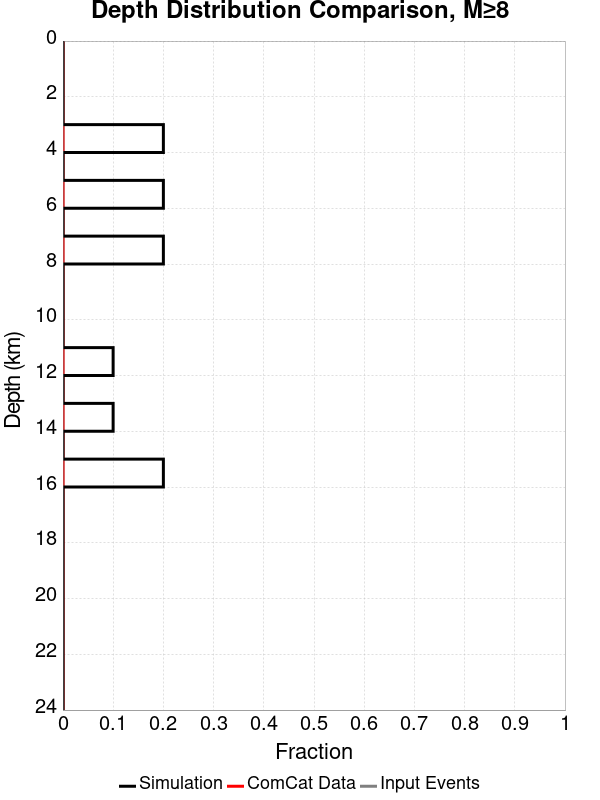 Depth Distribution Comparison, M≥8
0
2
4
6
8
10
12
14
16
18
20
22
24
Depth (km)
0 0.1 0.2 0.3 0.4 0.5 0.6 0.7 0.8 0.9 1
Fraction
Simulation ComCat Data Input Events